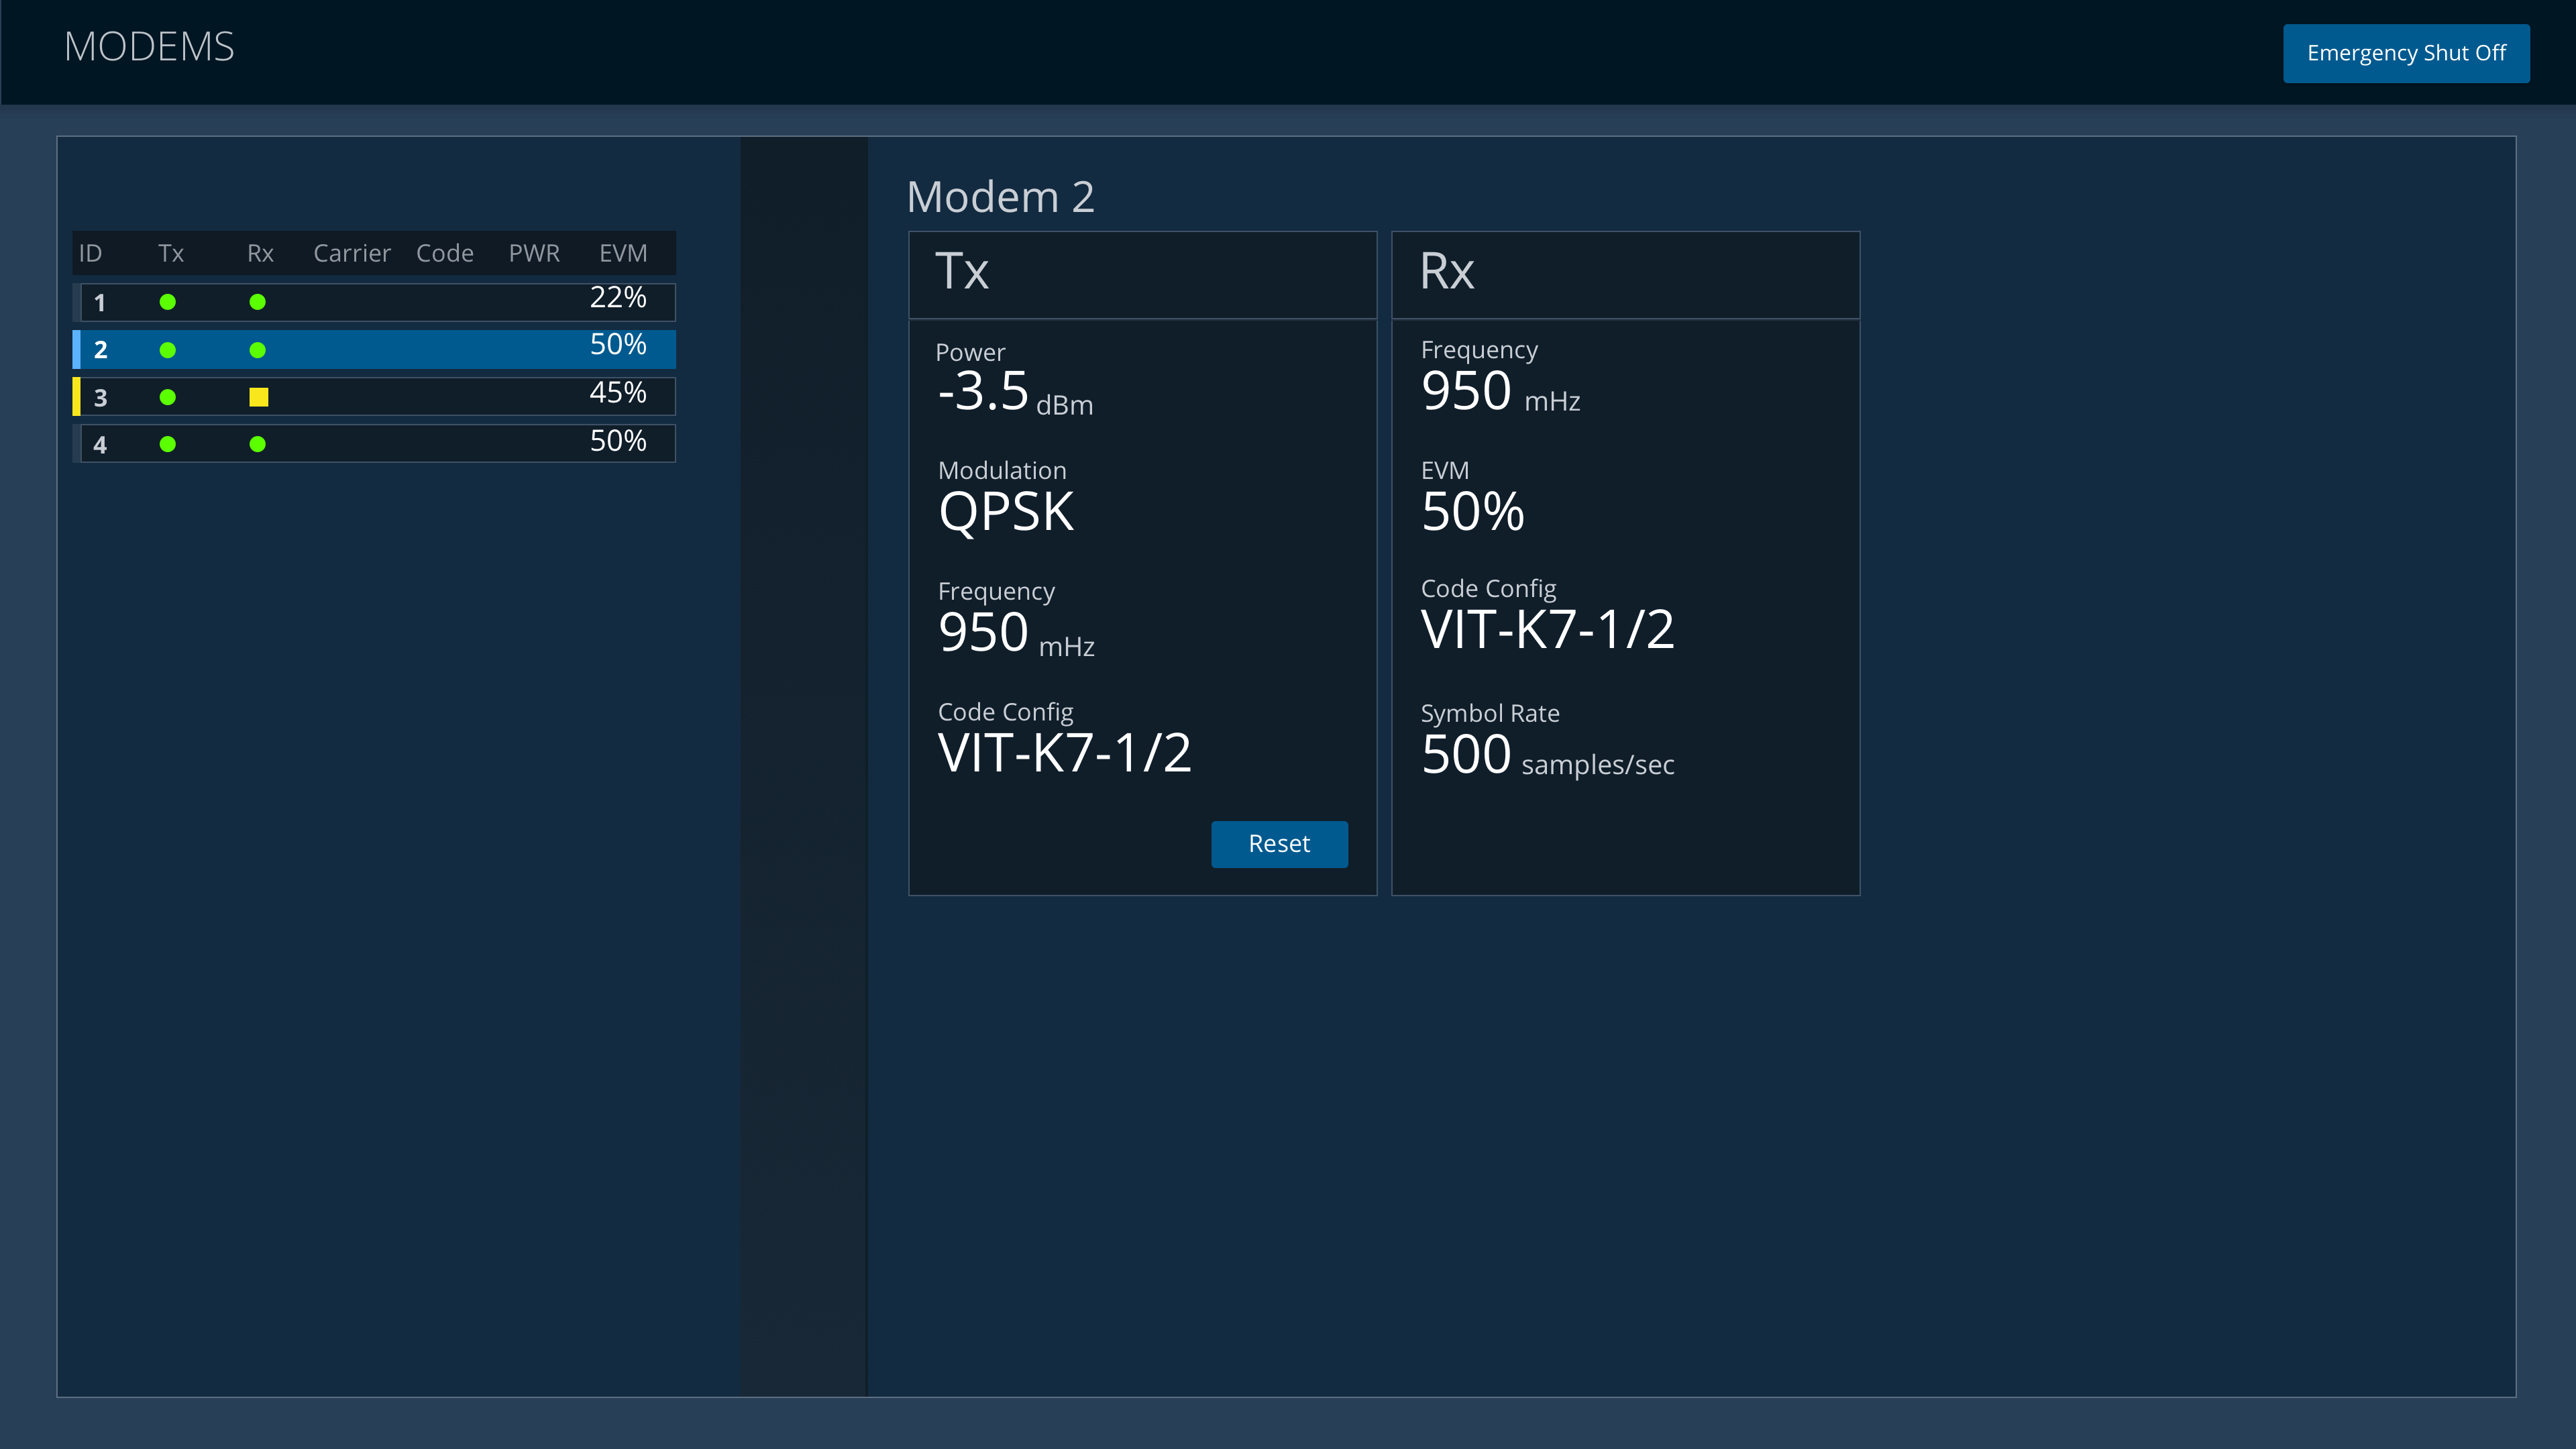 MODEMS
Emergency Shut Off
ID Tx Rx Carrier Code PWR EVM
1 22%
2 50%
3 45%
4 50%
Modem 2
Tx
Power
-3.5 dBm
Modulation
QPSK
Frequency
950 mHz
Code Config
VIT-K7-1/2
Reset
Rx
Frequency
950 mHz
EVM
50%
Code Config
VIT-K7-1/2
Symbol Rate
500 samples/sec